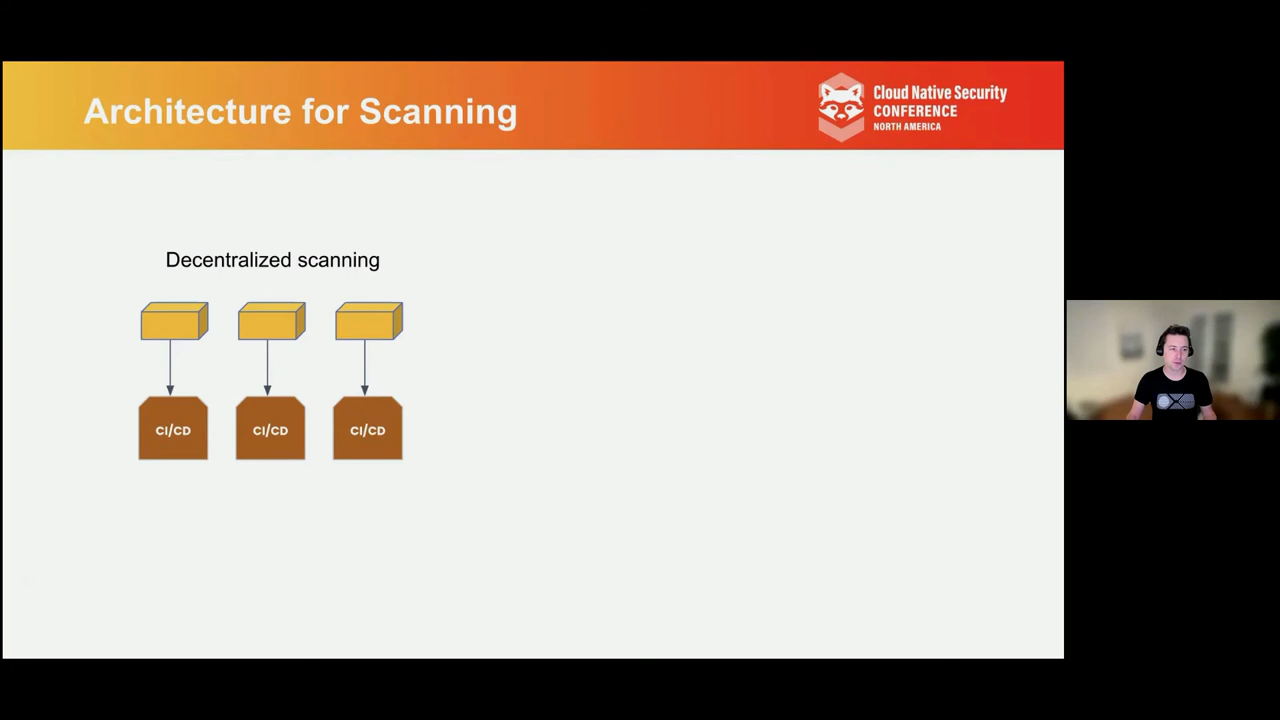 Architecture for Scanning
Cloud Native Security
CONFERENCE
NORTH AMERICA
Decentralized scanning
CI/CD
CI/CD
CI/CD